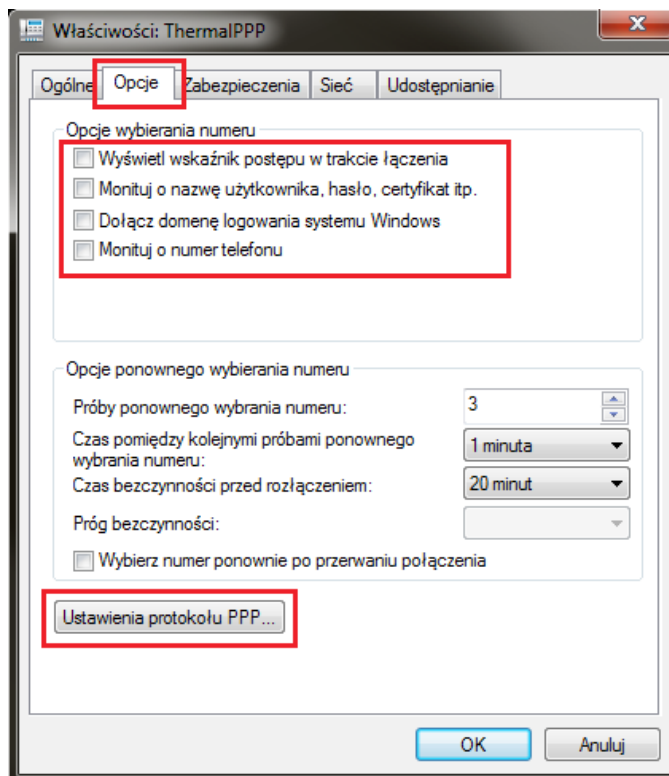 Właściwości: ThermalPPP
Ogólne Opcje Zabezpieczenia Sieć Udostępnianie
Opcje wybierania numeru
Wyświetl wskaźnik postępu w trakcie łączenia
Monituj o nazwę użytkownika, hasło, certyfikat itp.
Dołącz domenę logowania systemu Windows
Monituj o numer telefonu
Opcje ponownego wybierania numeru
Próby ponownego wybrania numeru: 3
Czas pomiędzy kolejnymi próbami ponownego
wybrania numeru: 1 minuta
Czas bezczynności przed rozłączeniem: 20 minut
Próg bezczynności:
Wybierz numer ponownie po przerwaniu połączenia
Ustawienia protokołu PPP...
OK Anuluj